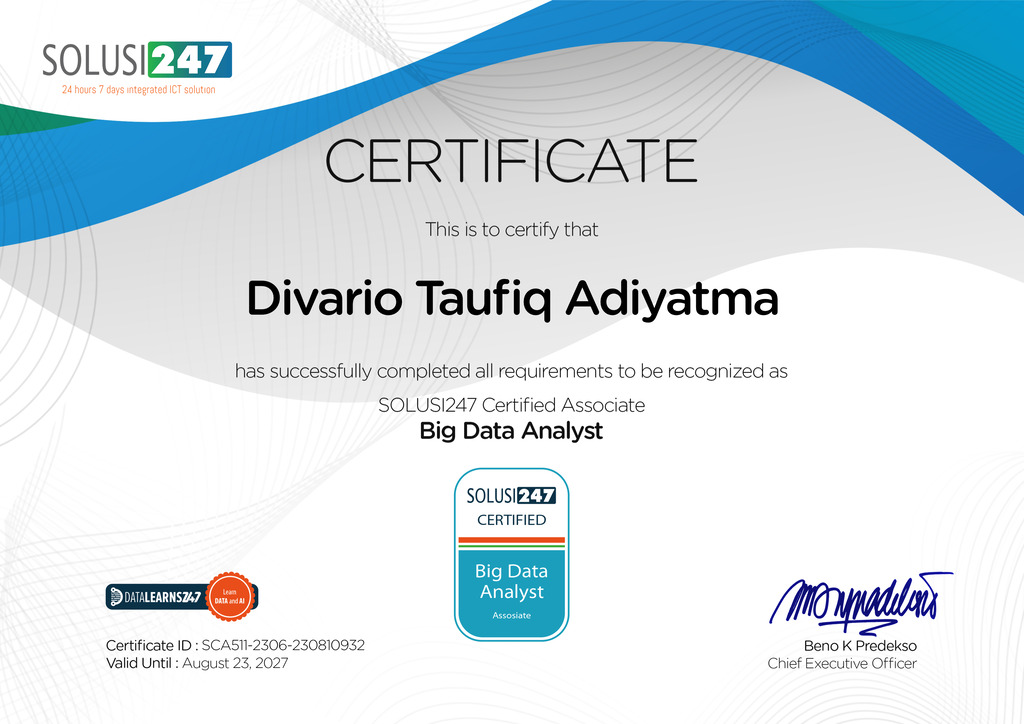 SOLUSI247
24 hours 7 days integrated ICT solution
CERTIFICATE
This is to certify that
Divario Taufiq Adiyatma
has successfully completed all requirements to be recognized as
SOLUSI247 Certified Associate
Big Data Analyst
SOLUSI247
CERTIFIED
Big Data
Analyst
Assosiate
DATALEARNS247
Learn
DATA and AI
Certificate ID : SCA511-2306-230810932
Valid Until : August 23, 2027
Beno K Predekso
Chief Executive Officer